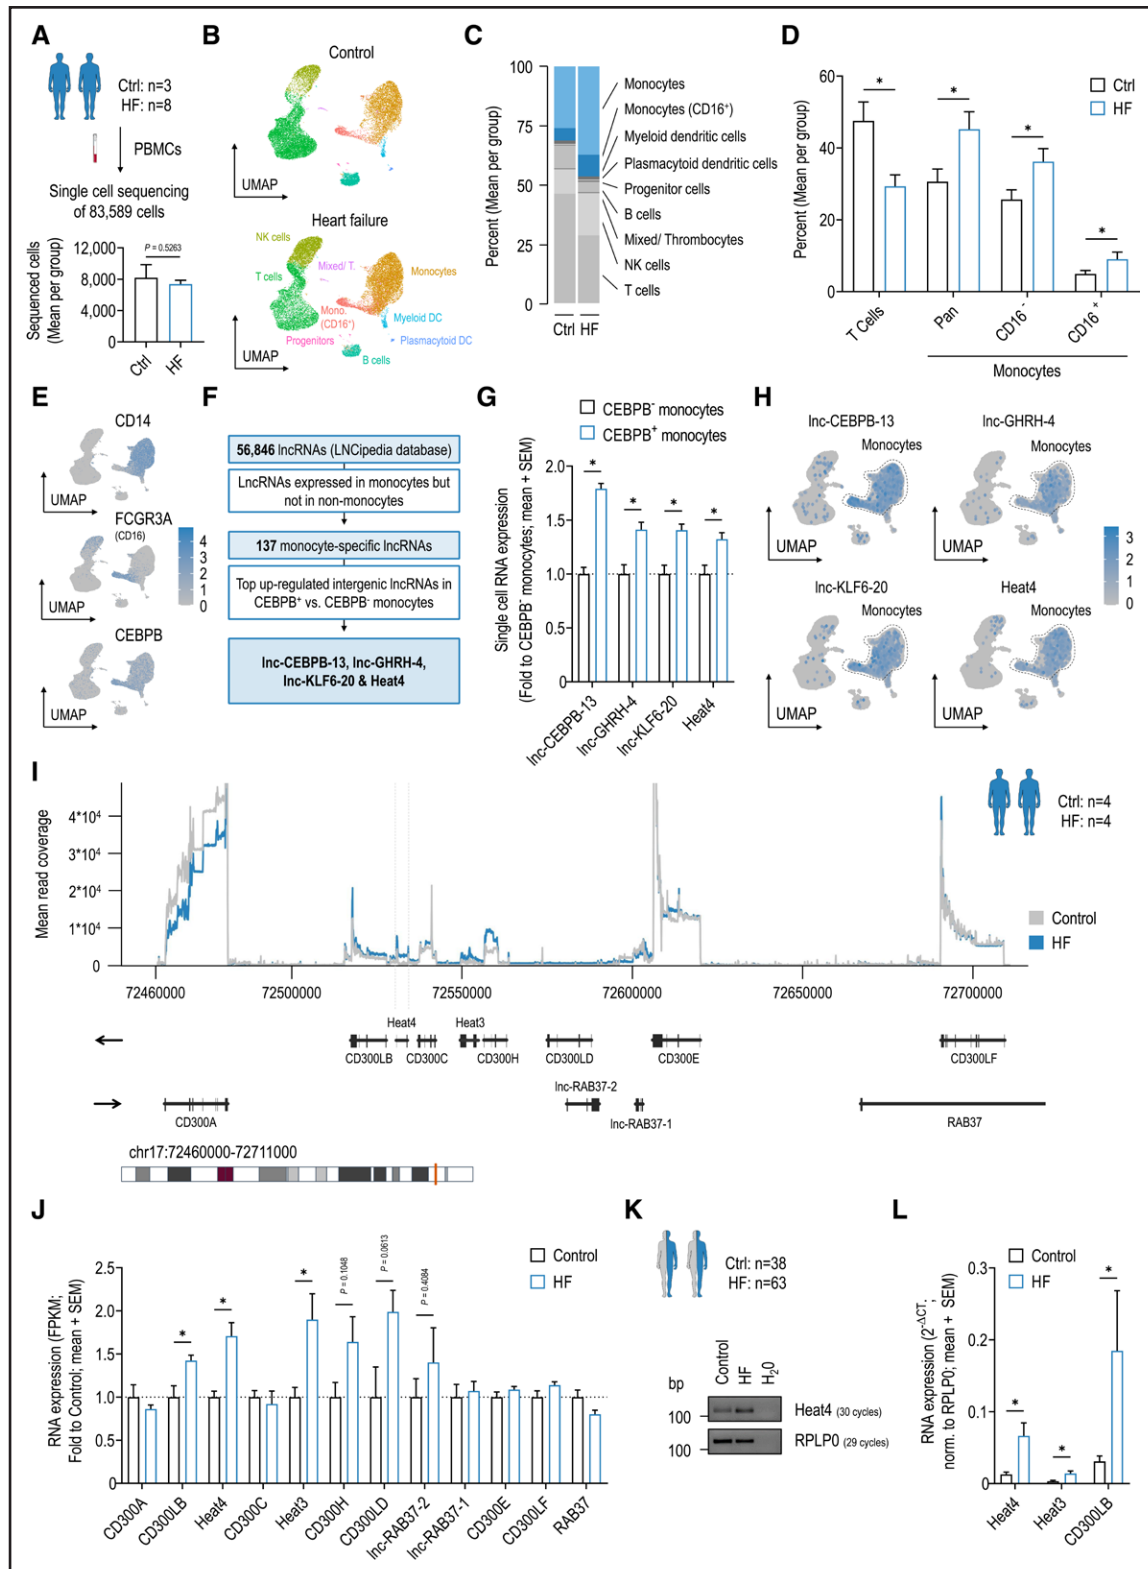 A
Ctrl: n=3
HF: n=8
PBMCs
Single cell sequencing
of 83,589 cells
Sequenced cells
(Mean per group)
12,000
9,000
6,000
3,000
0
P = 0.5263
Ctrl
HF
B
Control
UMAP
Heart failure
NK cells
T cells
Mixed/ T.
Monocytes
Mono.
(CD16+)
Myeloid DC
Progenitors
Plasmacytoid DC
B cells
UMAP
C
Percent (Mean per group)
100
75
50
25
0
Ctrl
HF
Monocytes
Monocytes (CD16+)
Myeloid dendritic cells
Plasmacytoid dendritic cells
Progenitor cells
B cells
Mixed/ Thrombocytes
NK cells
T cells
D
Percent (Mean per group)
60
40
20
0
*
*
*
*
Ctrl
HF
T Cells
Pan
CD16-
CD16+
Monocytes
E
CD14
UMAP
FCGR3A
(CD16)
4
3
2
1
0
CEBPB
UMAP
F
56,846 lncRNAs (LNCipedia database)
LncRNAs expressed in monocytes but
not in non-monocytes
137 monocyte-specific lncRNAs
Top up-regulated intergenic lncRNAs in
CEBPB+ vs. CEBPB- monocytes
lnc-CEBPB-13, lnc-GHRH-4,
lnc-KLF6-20 & Heat4
G
CEBPB- monocytes
CEBPB+ monocytes
Single cell RNA expression
(Fold to CEBPB- monocytes; mean + SEM)
2.0
1.5
1.0
0.5
0
*
*
*
*
lnc-CEBPB-13
lnc-GHRH-4
lnc-KLF6-20
Heat4
H
lnc-CEBPB-13
Monocytes
UMAP
lnc-GHRH-4
Monocytes
UMAP
lnc-KLF6-20
Monocytes
UMAP
Heat4
Monocytes
UMAP
3
2
1
0
I
Mean read coverage
4*10^4
3*10^4
2*10^4
1*10^4
0
Ctrl: n=4
HF: n=4
Control
HF
72460000
72500000
72550000
72600000
72650000
72700000
Heat4
Heat3
CD300LB
CD300C
CD300H
CD300LD
CD300E
CD300LF
lnc-RAB37-2
CD300A
lnc-RAB37-1
RAB37
chr17:72460000-72711000
J
RNA expression (FPKM;
Fold to Control; mean + SEM)
2.5
2.0
1.5
1.0
0.5
0
Control
HF
*
*
*
P = 0.1048
P = 0.0613
P = 0.4084
CD300A
CD300LB
Heat4
CD300C
Heat3
CD300H
CD300LD
lnc-RAB37-2
lnc-RAB37-1
CD300E
CD300LF
RAB37
K
Ctrl: n=38
HF: n=63
Control
HF
H2O
bp
100
Heat4 (30 cycles)
100
RPLP0 (29 cycles)
L
Control
HF
RNA expression (2-ΔCT;
norm. to RPLP0; mean + SEM)
0.3
0.2
0.1
0
*
*
*
Heat4
Heat3
CD300LB